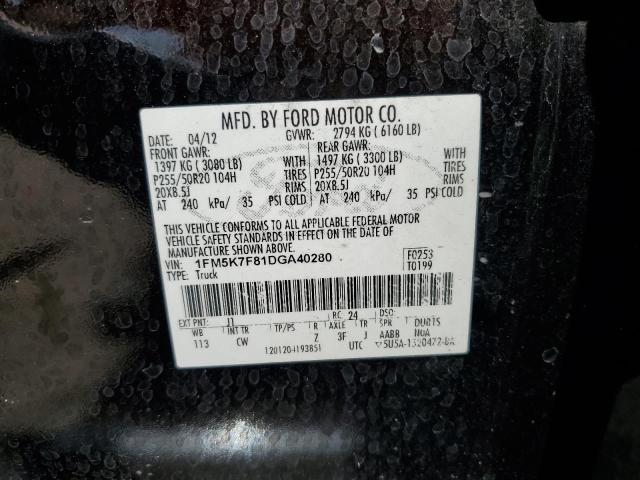 MFD. BY FORD MOTOR CO.
DATE: 04/12 GVWR: 2794 KG (6160 LB)
FRONT GAWR: REAR GAWR:
1397 KG (3080 LB) WITH 1497 KG (3300 LB) WITH
P255/50R20 104H TIRES P255/50R20 104H TIRES
20X8.5J RIMS 20X8.5J RIMS
AT 240 kPa/ 35 PSI COLD AT 240 kPa/ 35 PSI COLD
THIS VEHICLE CONFORMS TO ALL APPLICABLE FEDERAL MOTOR
VEHICLE SAFETY STANDARDS IN EFFECT ON THE DATE OF
MANUFACTURE SHOWN ABOVE.
VIN: 1FM5K7F81DGA40280 F0253
TYPE: Truck T0199
EXT PNT: J1 RC: 24 DSO:
WB INT TR TP/PS R AXLE TR SPR
113 CW Z 3F J AABB
UTC